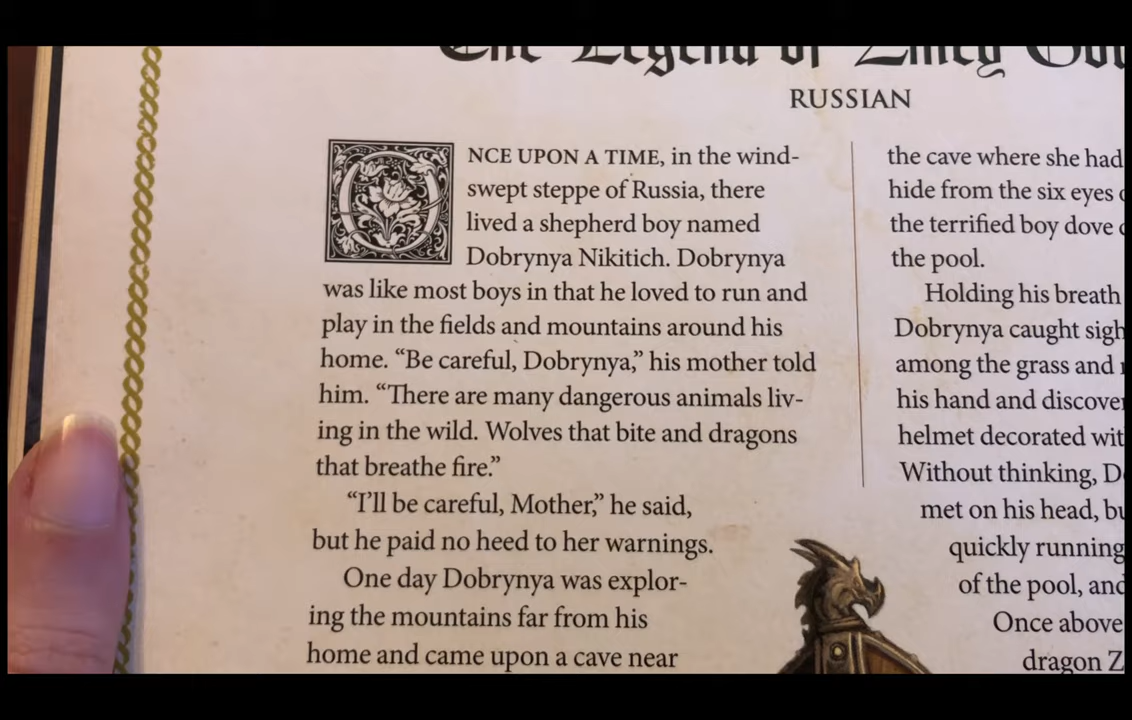 The Legend of Zmey
RUSSIAN
ONCE UPON A TIME, in the wind-
swept steppe of Russia, there
lived a shepherd boy named
Dobrynya Nikitich. Dobrynya
was like most boys in that he loved to run and
play in the fields and mountains around his
home. “Be careful, Dobrynya,” his mother told
him. “There are many dangerous animals liv-
ing in the wild. Wolves that bite and dragons
that breathe fire.”
“I’ll be careful, Mother,” he said,
but he paid no heed to her warnings.
One day Dobrynya was explor-
ing the mountains far from his
home and came upon a cave near
the cave where she had
hide from the six eyes
the terrified boy dove
the pool.
Holding his breath
Dobrynya caught
among the grass and
his hand and
helmet decorated
Without thinking,
met on his head,
quickly running
of the pool, and
Once above
dragon